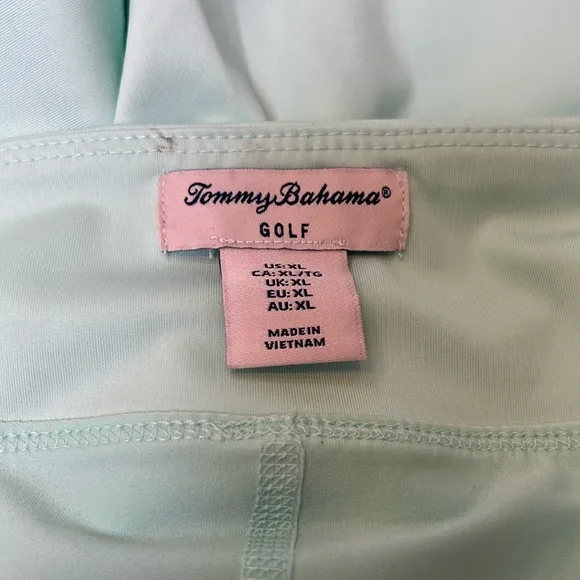 Tommy Bahama®
GOLF
US: XL
CA: XL/TG
UK: XL
EU: XL
AU: XL
MADE IN
VIETNAM